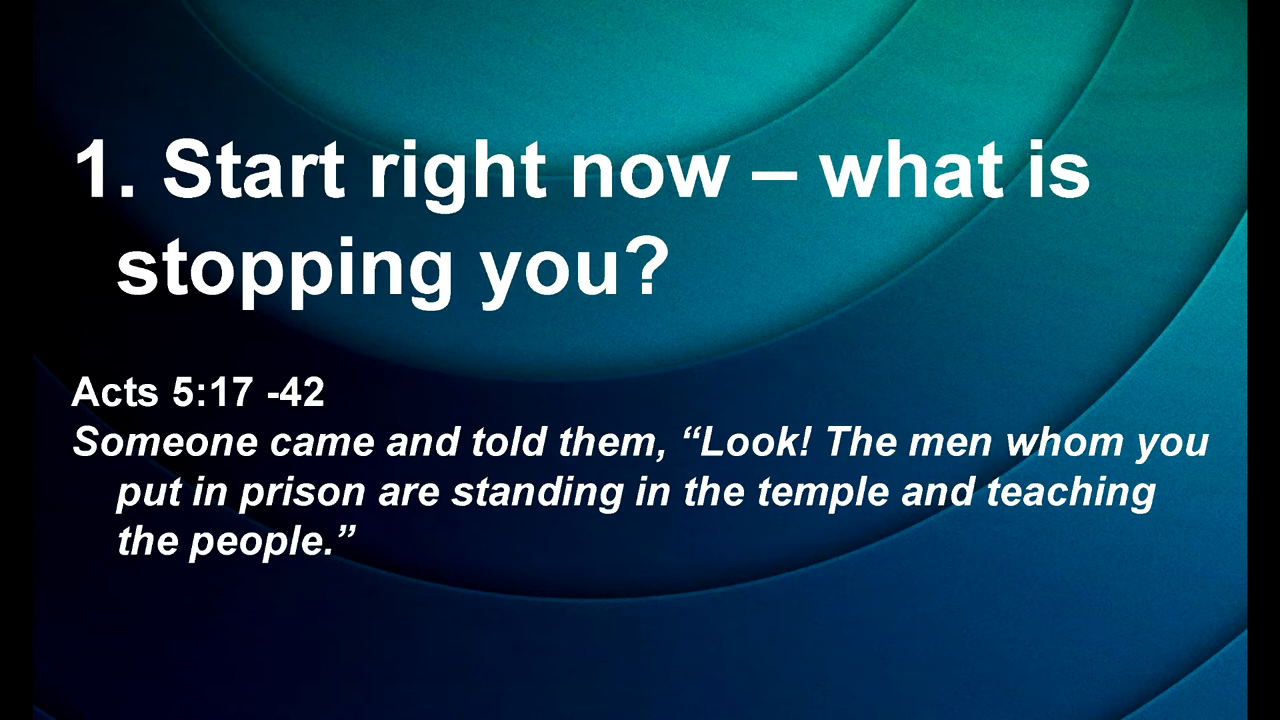 1. Start right now – what is
stopping you?
Acts 5:17 -42
Someone came and told them, “Look! The men whom you
put in prison are standing in the temple and teaching
the people.”